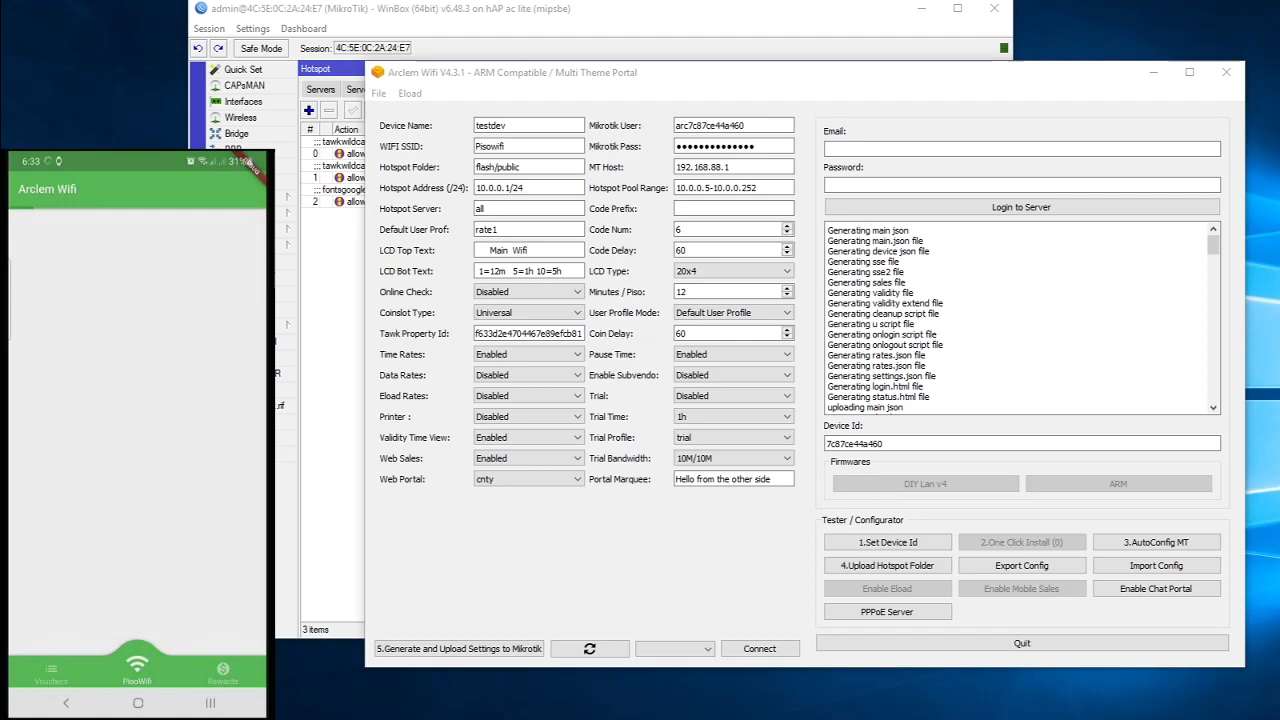 admin@4C:5E:0C:2A:24:E7 (MikroTik) - WinBox (64bit) v6.48.3 on hAP ac lite (mipsbe)
Session Settings Dashboard
Safe Mode Session: 4C:5E:0C:2A:24:E7
Quick Set
CAPsMAN
Interfaces
Wireless
Bridge
PPP
Hotspot
Servers
# Action
::: tawkwildca
0 allow
::: tawkwildca
1 allow
::: fontsgoogle
2 allow
3 items
6:33 31%
Arclem Wifi
Vouchers PisoWifi Rewards
Arclem Wifi V4.3.1 - ARM Compatible / Multi Theme Portal
File Eload
Device Name: testdev Mikrotik User: arc7c87ce44a460
WIFI SSID: Pisowifi Mikrotik Pass: ••••••••••••••
Hotspot Folder: flash/public MT Host: 192.168.88.1
Hotspot Address (/24): 10.0.0.1/24 Hotspot Pool Range: 10.0.0.5-10.0.0.252
Hotspot Server: all Code Prefix:
Default User Prof: rate1 Code Num: 6
LCD Top Text: Main Wifi Code Delay: 60
LCD Bot Text: 1=12m 5=1h 10=5h LCD Type: 20x4
Online Check: Disabled Minutes / Piso: 12
Coinslot Type: Universal User Profile Mode: Default User Profile
Tawk Property Id: f633d2e4704467e89efcb81 Coin Delay: 60
Time Rates: Enabled Pause Time: Enabled
Data Rates: Disabled Enable Subvendo: Disabled
Eload Rates: Disabled Trial: Disabled
Printer : Disabled Trial Time: 1h
Validity Time View: Enabled Trial Profile: trial
Web Sales: Enabled Trial Bandwidth: 10M/10M
Web Portal: cnty Portal Marquee: Hello from the other side
5.Generate and Upload Settings to Mikrotik Connect
Email:
Password:
Login to Server
Generating main json
Generating main.json file
Generating device json file
Generating sse file
Generating sse2 file
Generating sales file
Generating validity file
Generating validity extend file
Generating cleanup script file
Generating u script file
Generating onlogin script file
Generating onlogout script file
Generating rates.json file
Generating rates.json file
Generating settings.json file
Generating login.html file
Generating status.html file
uploading main json
Device Id:
7c87ce44a460
Firmwares
DIY Lan v4 ARM
Tester / Configurator
1.Set Device Id 2.One Click Install (0) 3.AutoConfig MT
4.Upload Hotspot Folder Export Config Import Config
Enable Eload Enable Mobile Sales Enable Chat Portal
PPPoE Server
Quit